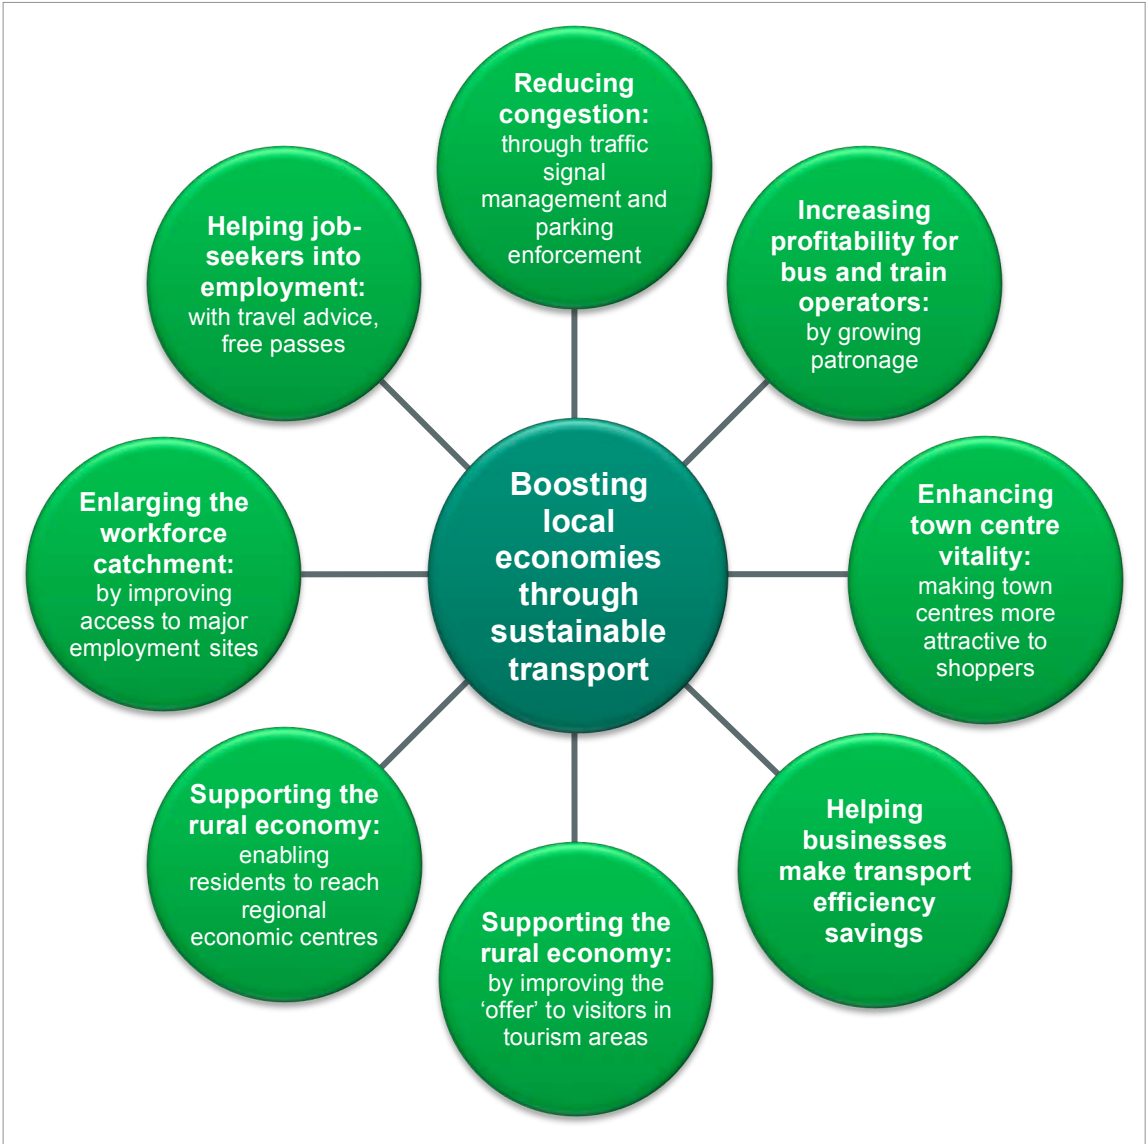 Reducing
congestion:
through traffic
signal
management and
parking
enforcement
Increasing
profitability for
bus and train
operators:
by growing
patronage
Enhancing
town centre
vitality:
making town
centres more
attractive to
shoppers
Helping
businesses
make transport
efficiency
savings
Supporting the
rural economy:
by improving the
‘offer’ to visitors in
tourism areas
Supporting the
rural economy:
enabling
residents to reach
regional
economic centres
Enlarging the
workforce
catchment:
by improving
access to major
employment sites
Helping job-
seekers into
employment:
with travel advice,
free passes
Boosting
local
economies
through
sustainable
transport